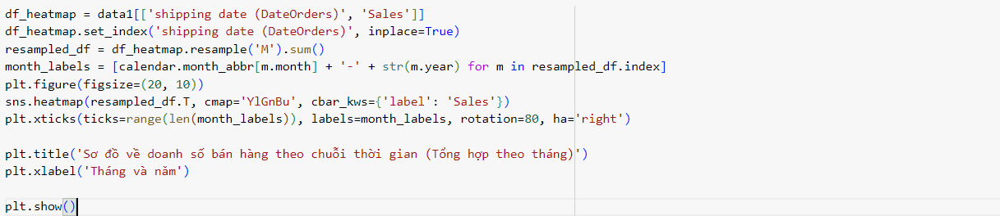 df_heatmap = data1[['shipping date (DateOrders)', 'Sales']]
df_heatmap.set_index('shipping date (DateOrders)', inplace=True)
resampled_df = df_heatmap.resample('M').sum()
month_labels = [calendar.month_abbr[m.month] + '-' + str(m.year) for m in resampled_df.index]
plt.figure(figsize=(20, 10))
sns.heatmap(resampled_df.T, cmap='YlGnBu', cbar_kws={'label': 'Sales'})
plt.xticks(ticks=range(len(month_labels)), labels=month_labels, rotation=80, ha='right')
plt.title('Sơ đồ về doanh số bán hàng theo chuỗi thời gian (Tổng hợp theo tháng)')
plt.xlabel('Tháng và năm')
plt.show()